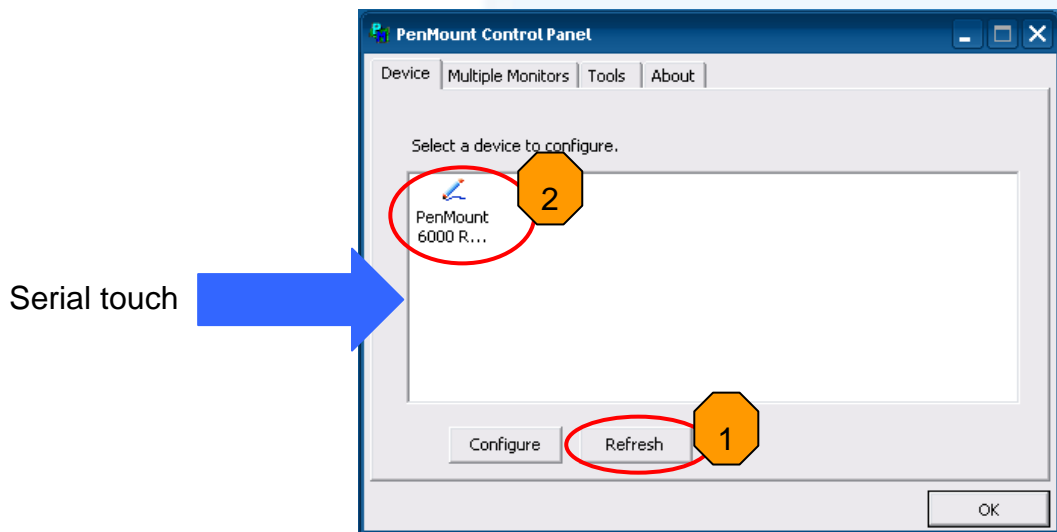 PenMount Control Panel
Device Multiple Monitors Tools About
Select a device to configure.
2
PenMount
6000 R...
Serial touch
Configure Refresh 1
OK